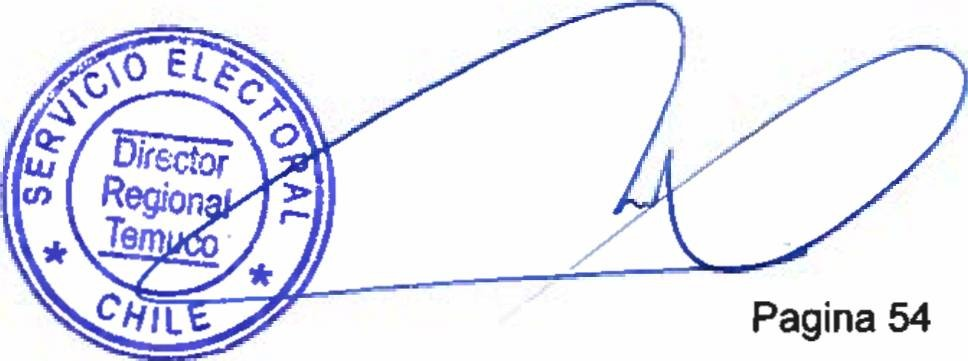 SERVICIO ELECTORAL
Director
Regional
Temuco
* CHILE *
Pagina 54